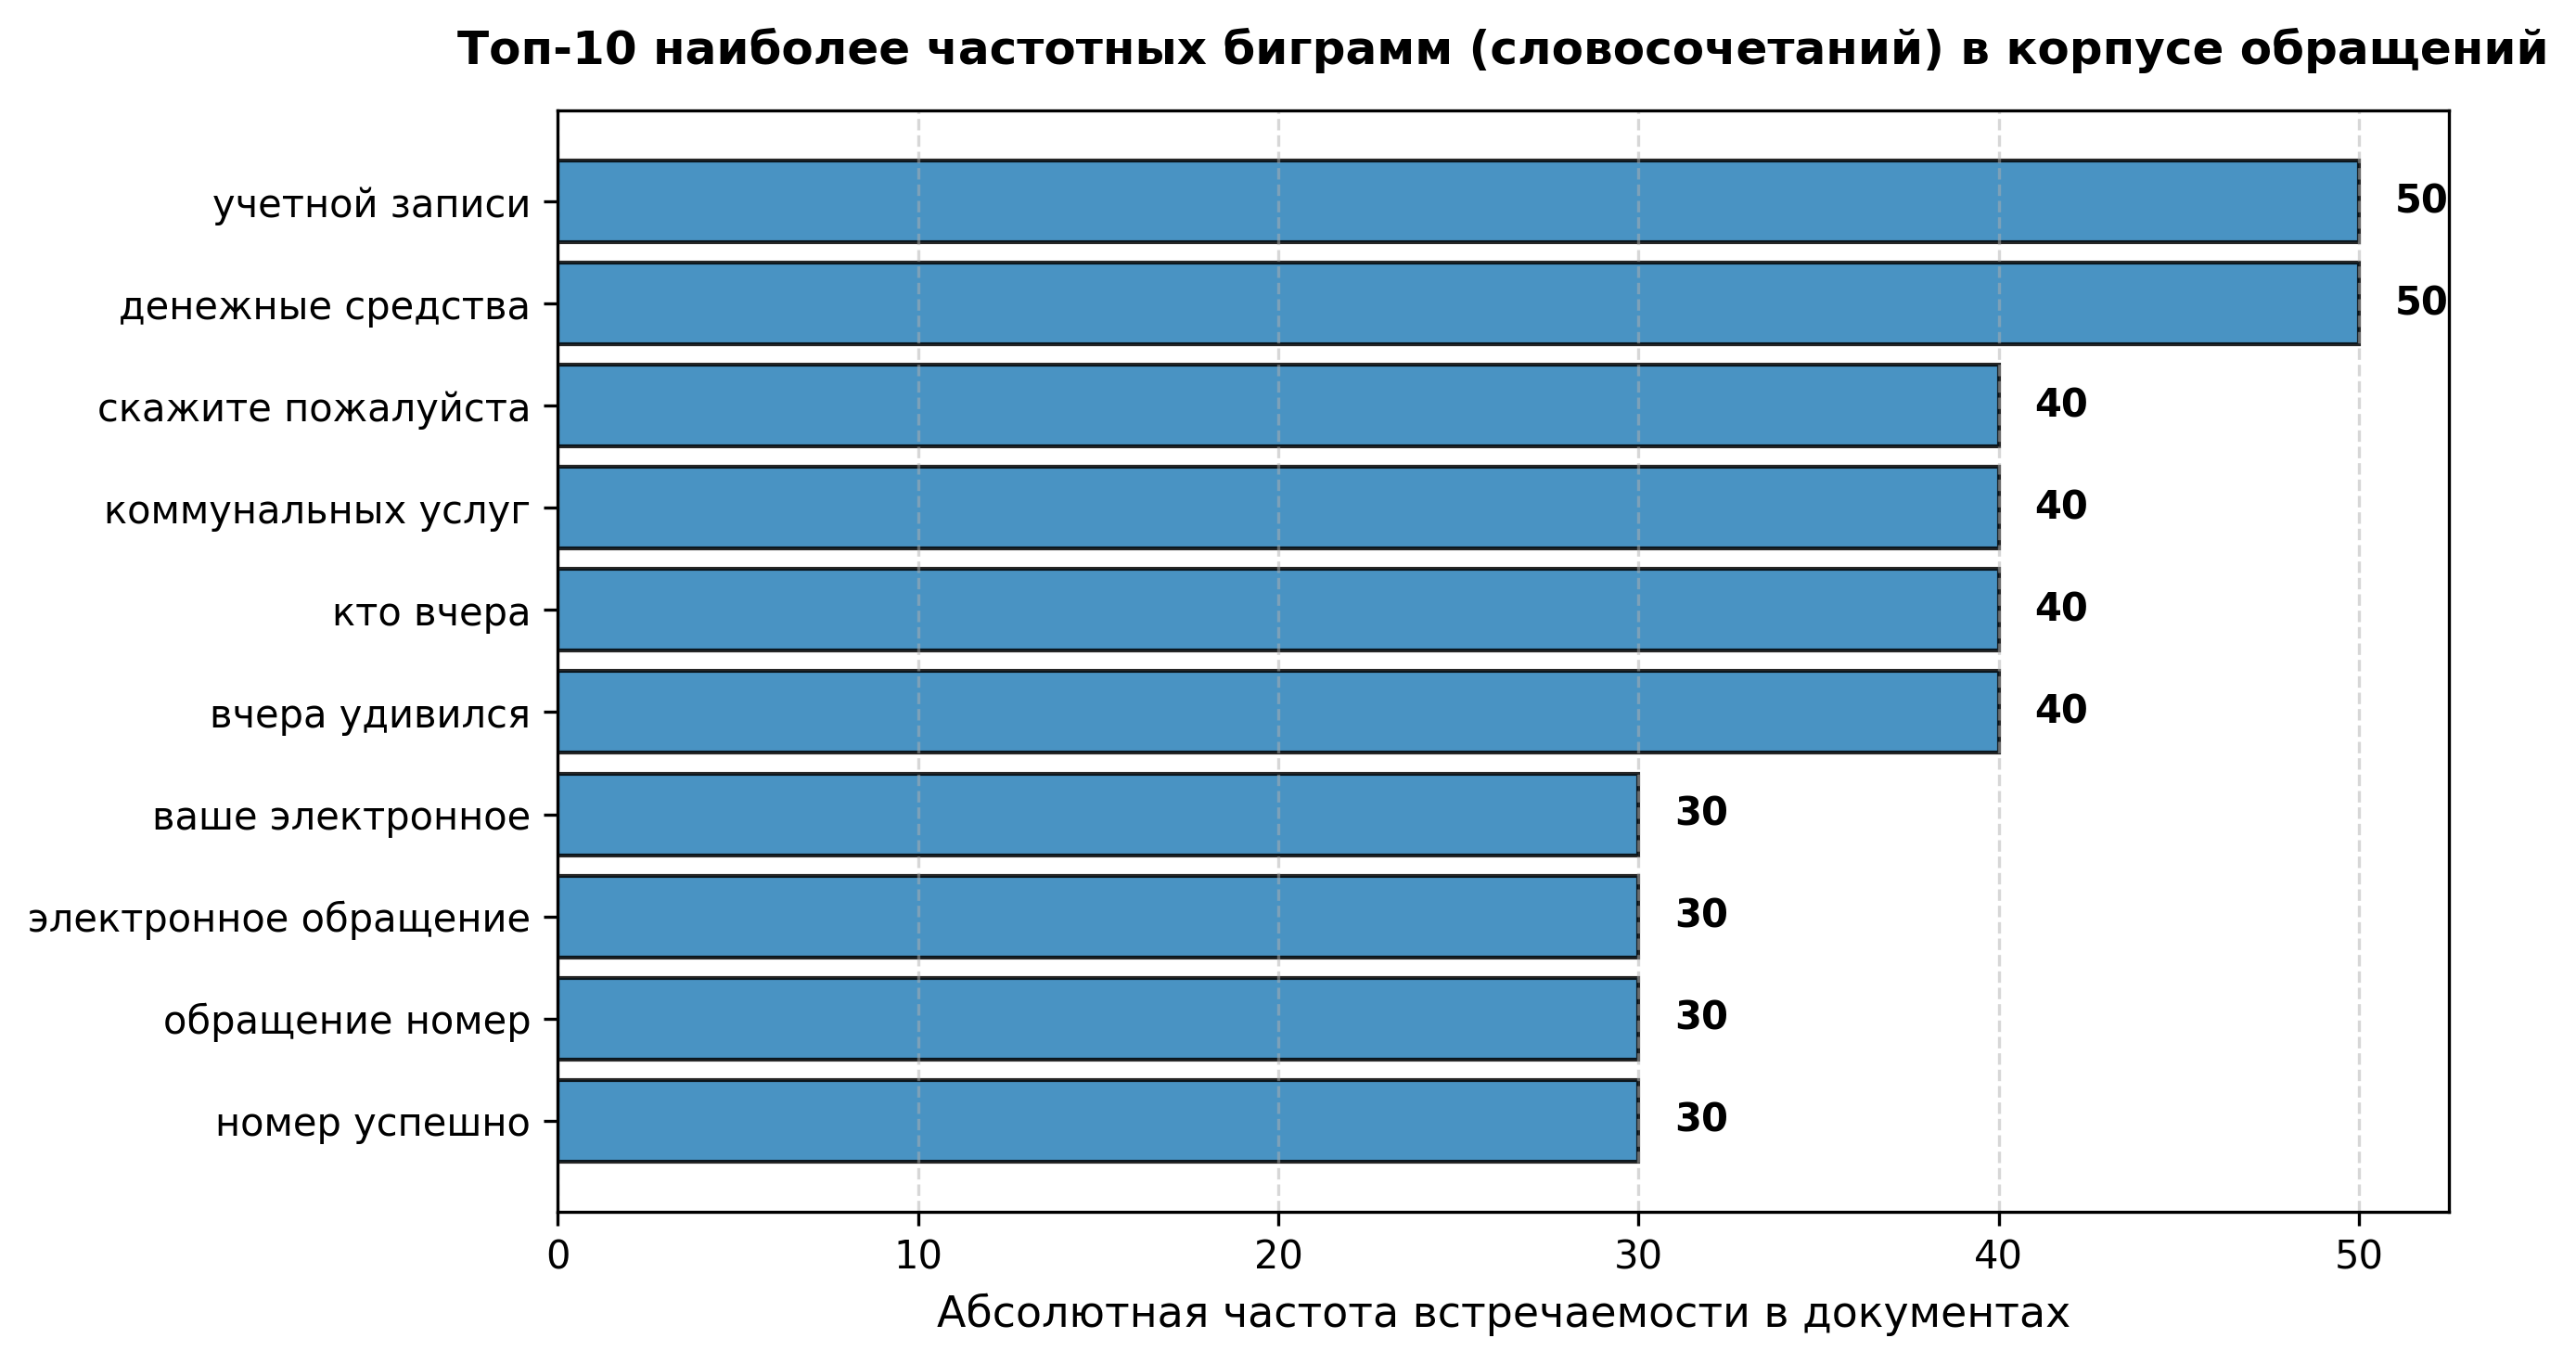 Топ-10 наиболее частотных биграмм (словосочетаний) в корпусе обращений
учетной записи 50
денежные средства 50
скажите пожалуйста 40
коммунальных услуг 40
кто вчера 40
вчера удивился 40
ваше электронное 30
электронное обращение 30
обращение номер 30
номер успешно 30
0 10 20 30 40 50
Абсолютная частота встречаемости в документах